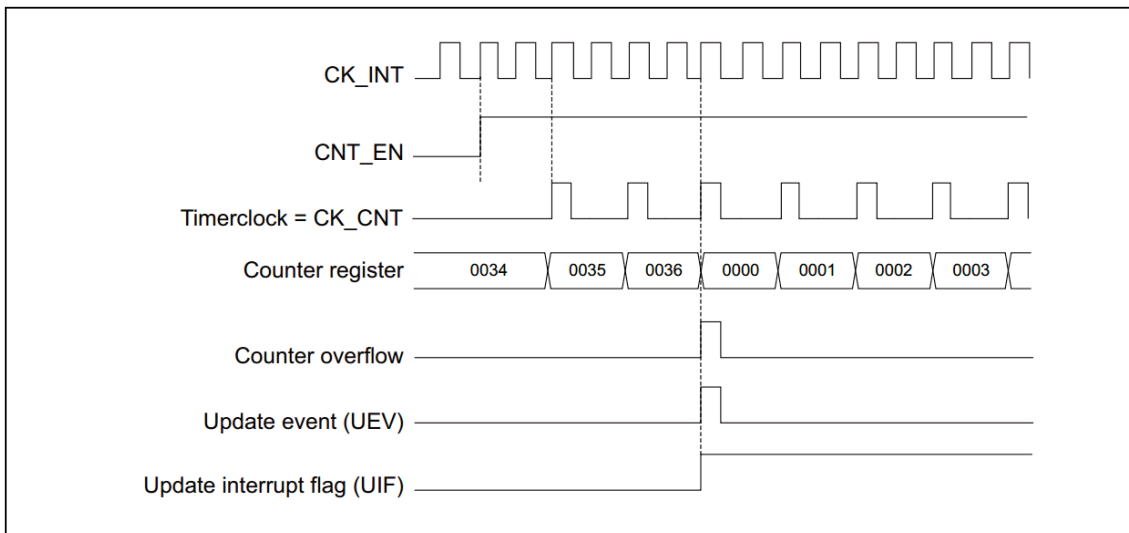 CK_INT
CNT_EN
Timerclock = CK_CNT
Counter register 0034 0035 0036 0000 0001 0002 0003
Counter overflow
Update event (UEV)
Update interrupt flag (UIF)